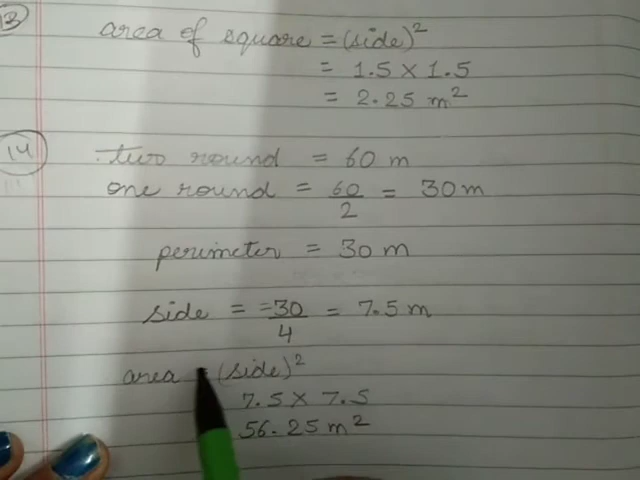 13 area of square = (side)²
= 1.5 × 1.5
= 2.25 m²
14 two round = 60 m
one round = 60/2 = 30 m
perimeter = 30 m
side = = 30/4 = 7.5 m
area = (side)²
7.5 × 7.5
56.25 m²